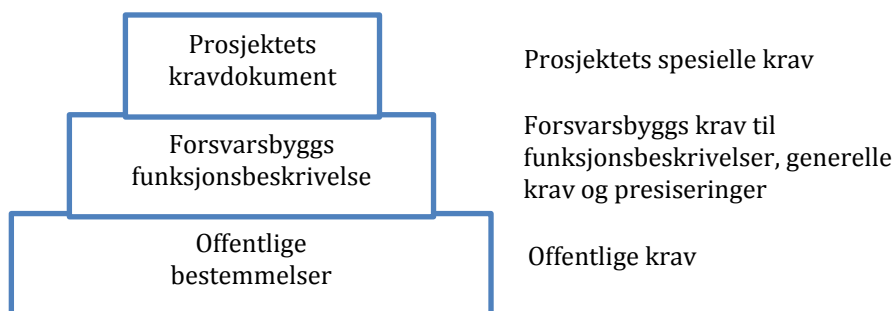 Prosjektets
kravdokument
Prosjektets spesielle krav
Forsvarsbyggs
funksjonsbeskrivelse
Forsvarsbyggs krav til
funksjonsbeskrivelser, generelle
krav og presiseringer
Offentlige
bestemmelser
Offentlige krav